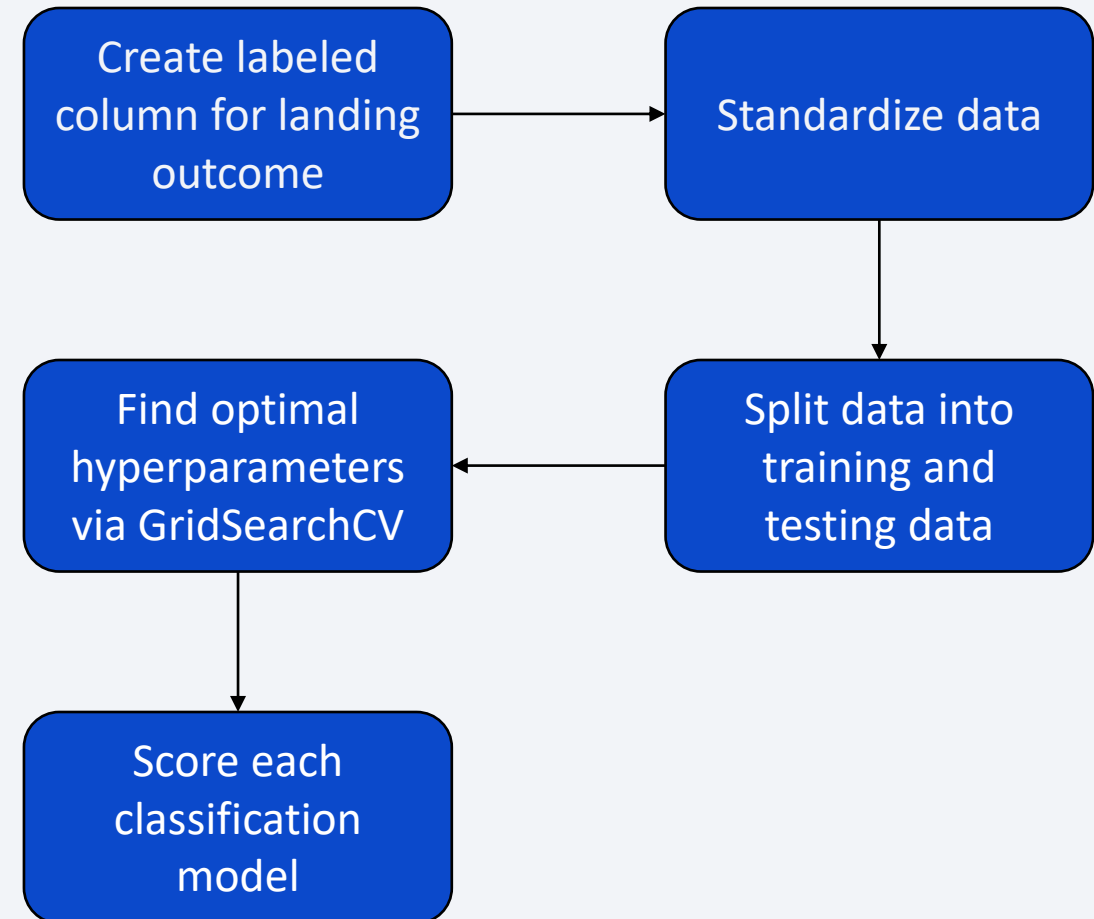 Create labeled
column for landing
outcome
Standardize data
Split data into
training and
testing data
Find optimal
hyperparameters
via GridSearchCV
Score each
classification
model